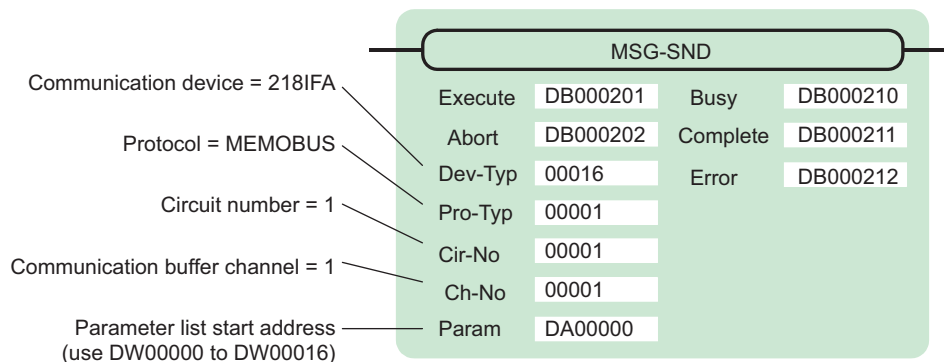 MSG-SND
Communication device = 218IFA
Execute DB000201 Busy DB000210
Protocol = MEMOBUS
Abort DB000202 Complete DB000211
Dev-Typ 00016 Error DB000212
Circuit number = 1
Pro-Typ 00001
Communication buffer channel = 1
Cir-No 00001
Ch-No 00001
Parameter list start address
(use DW00000 to DW00016)
Param DA00000